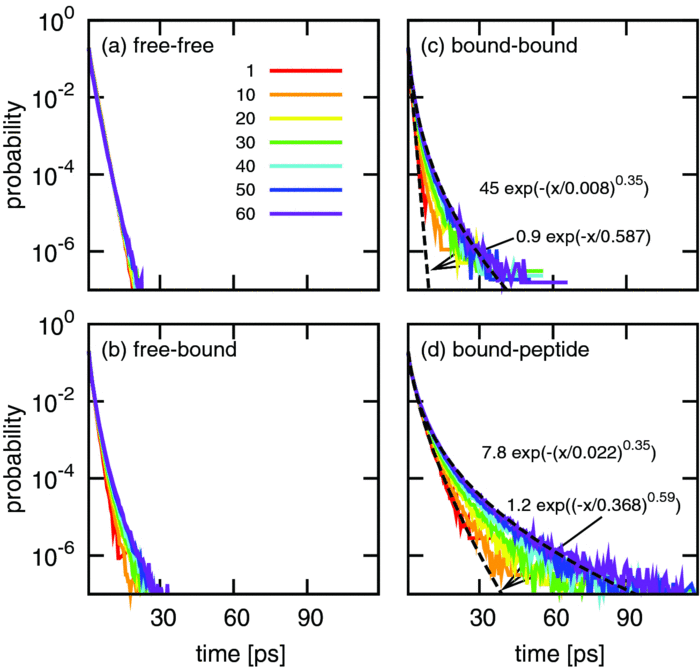 (a) free-free
1
10
20
30
40
50
60
10^0
10^-2
10^-4
10^-6
probability
(c) bound-bound
45 exp(-(x/0.008)^0.35)
0.9 exp(-x/0.587)
(b) free-bound
10^0
10^-2
10^-4
10^-6
probability
30 60 90
time [ps]
(d) bound-peptide
7.8 exp(-(x/0.022)^0.35)
1.2 exp((-x/0.368)^0.59)
30 60 90
time [ps]